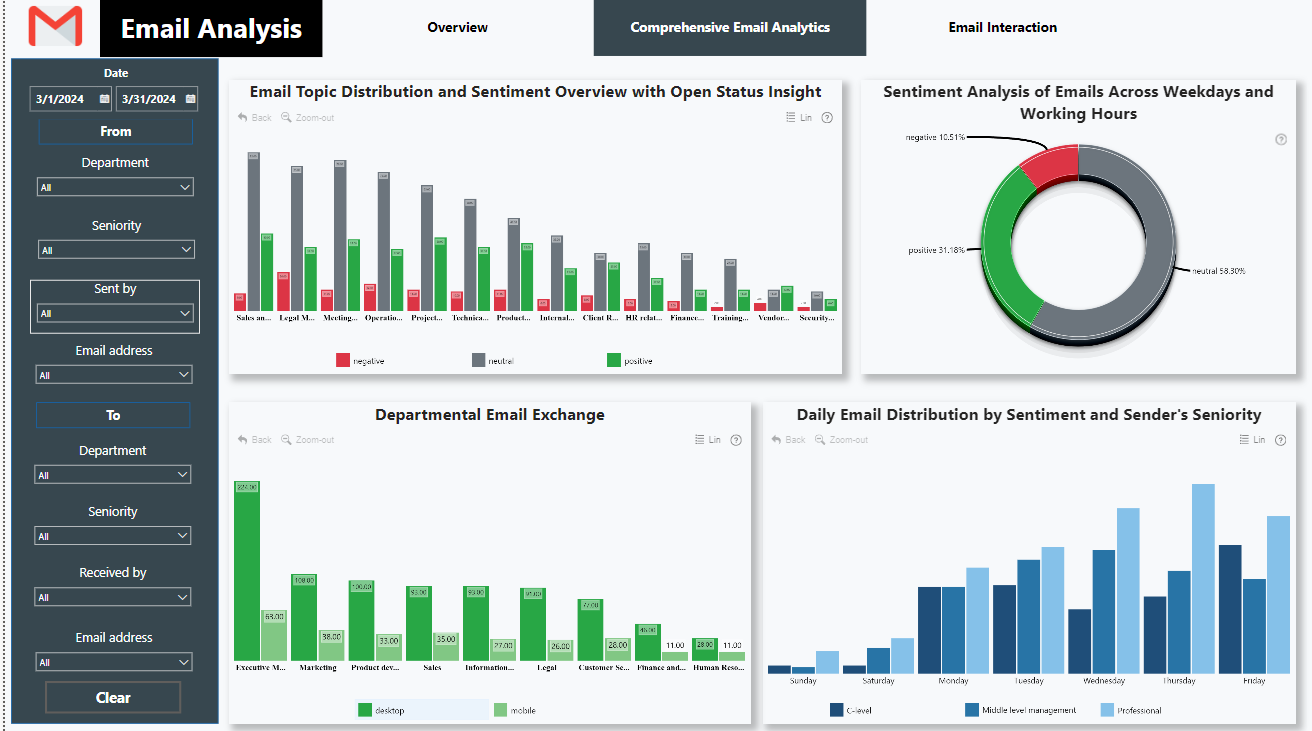 Email Analysis
Overview
Comprehensive Email Analytics
Email Interaction
Date
3/1/2024
3/31/2024
From
Department
All
Seniority
All
Sent by
All
Email address
All
To
Department
All
Seniority
All
Received by
All
Email address
All
Clear
Email Topic Distribution and Sentiment Overview with Open Status Insight
Back
Zoom-out
Lin
?
Sales an...
Legal M...
Meeting...
Operatio...
Project...
Technica...
Product...
Internal...
Client R...
HR relat...
Finance...
Training...
Vendor...
Security...
negative
neutral
positive
Sentiment Analysis of Emails Across Weekdays and
Working Hours
?
negative 10.51%
positive 31.18%
neutral 58.30%
Departmental Email Exchange
Back
Zoom-out
Lin
?
224.00
63.00
108.00
38.00
100.00
33.00
93.00
35.00
93.00
27.00
91.00
26.00
77.00
28.00
46.00
11.00
28.00
11.00
Executive M...
Marketing
Product dev...
Sales
Information...
Legal
Customer Se...
Finance and...
Human Reso...
desktop
mobile
Daily Email Distribution by Sentiment and Sender's Seniority
Back
Zoom-out
Lin
?
Sunday
Saturday
Monday
Tuesday
Wednesday
Thursday
Friday
C-level
Middle level management
Professional